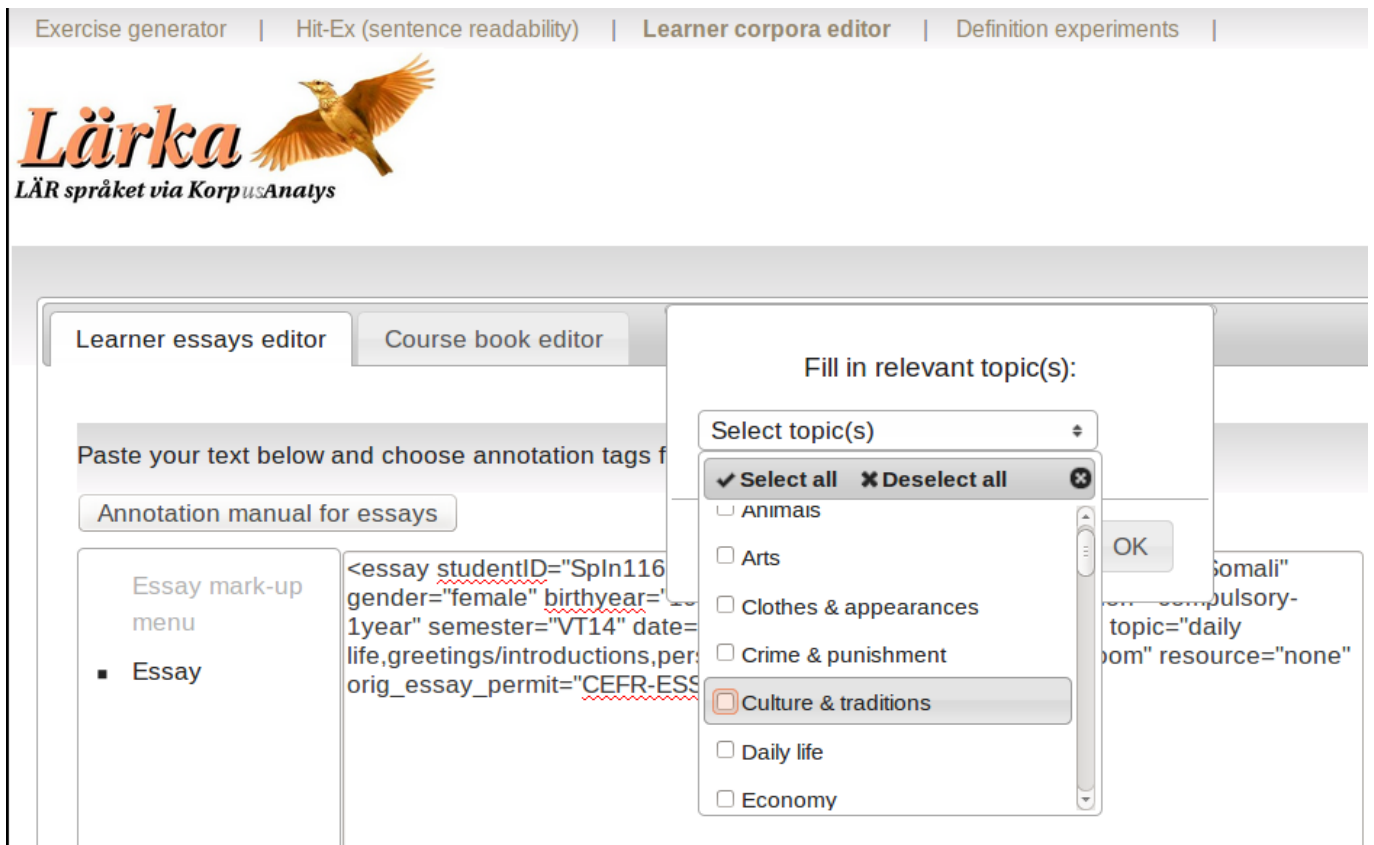 Exercise generator | Hit-Ex (sentence readability) | Learner corpora editor | Definition experiments |
Lärka
LÄR språket via KorpusAnalys
Learner essays editor Course book editor
Fill in relevant topic(s):
Select topic(s)
Paste your text below and choose annotation tags f
Select all Deselect all
Annotation manual for essays
Animals
Arts
OK
Clothes & appearances
Crime & punishment
Culture & traditions
Daily life
Economy
Essay mark-up
menu
Essay
<essay studentID="SpIn116 Somali"
gender="female" birthyear=" compulsory-
1year" semester="VT14" date= topic="daily
life,greetings/introductions,pers oom" resource="none"
orig_essay_permit="CEFR-ESS